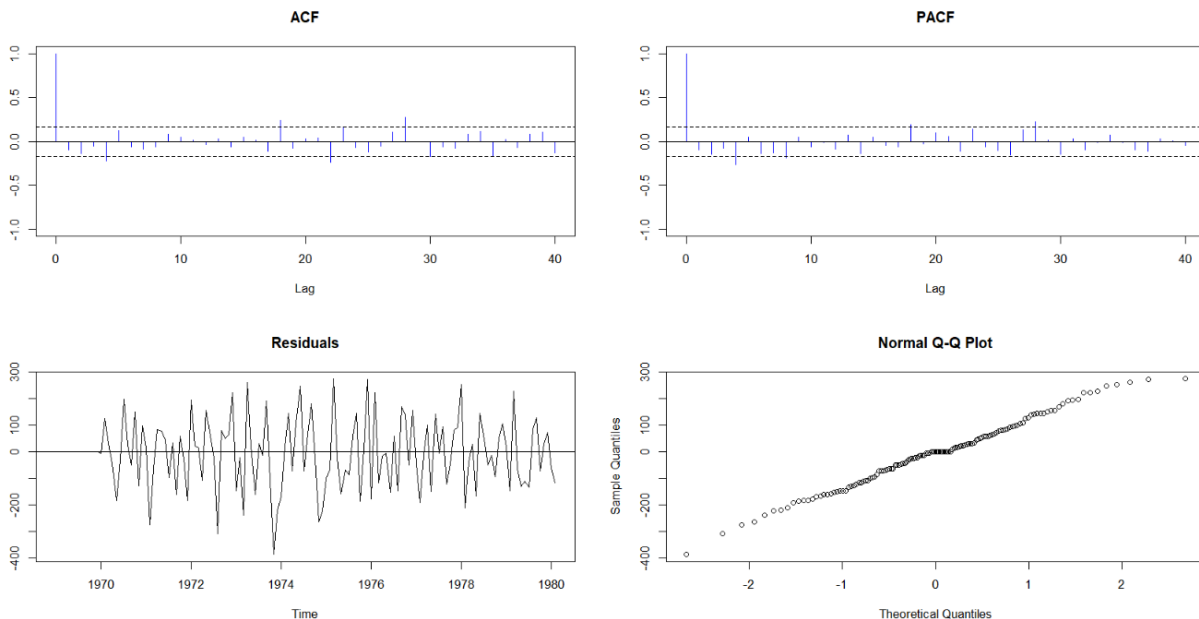 ACF
1.0
0.5
0.0
-0.5
-1.0
0 10 20 30 40
Lag
PACF
1.0
0.5
0.0
-0.5
-1.0
0 10 20 30 40
Lag
Residuals
300
100
0
-200
-400
1970 1972 1974 1976 1978 1980
Time
Normal Q-Q Plot
Sample Quantiles
300
100
0
-200
-400
-2 -1 0 1 2
Theoretical Quantiles